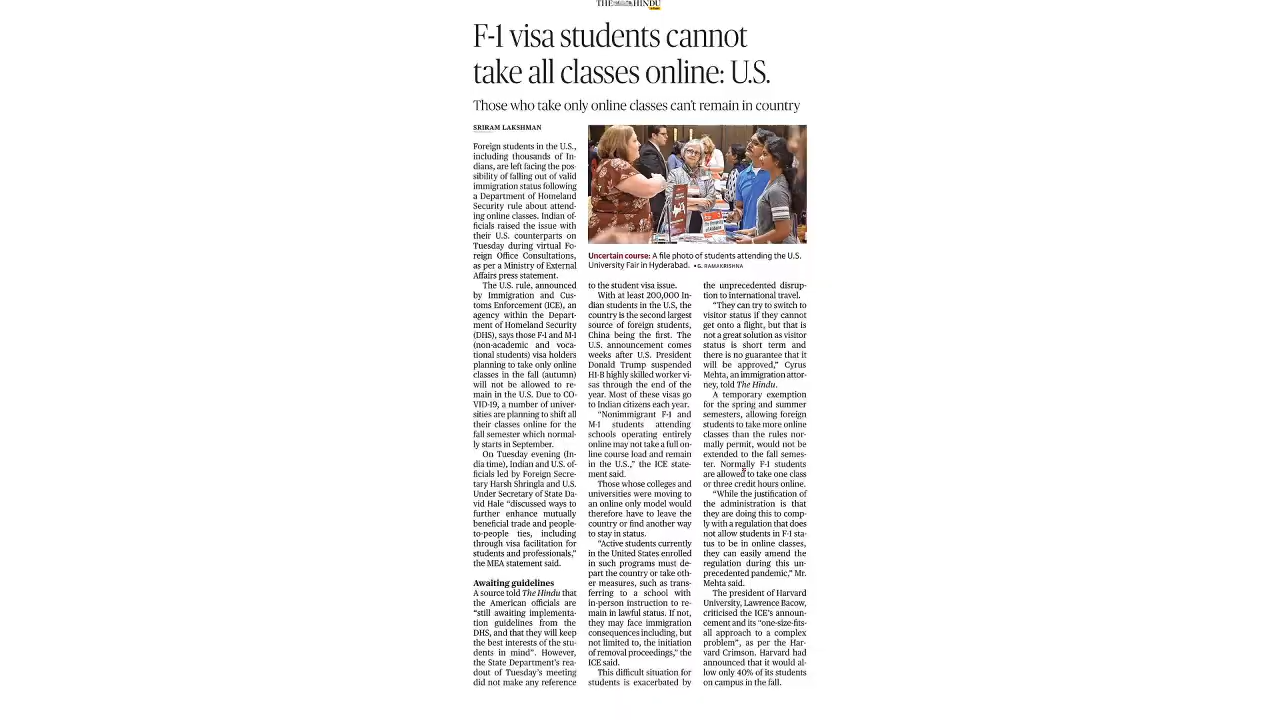 THE HINDU
F-1 visa students cannot
take all classes online: U.S.
Those who take only online classes can't remain in country
SRIRAM LAKSHMAN
Foreign students in the U.S.,
including thousands of In-
dians, are left facing the pos-
sibility of falling out of valid
immigration status following
a Department of Homeland
Security rule about attend-
ing online classes. Indian of-
ficials raised the issue with
their U.S. counterparts on
Tuesday during virtual Fo-
reign Office Consultations,
as per a Ministry of External
Affairs press statement.
The U.S. rule, announced
by Immigration and Cus-
toms Enforcement (ICE), an
agency within the Depart-
ment of Homeland Security
(DHS), says those F-1 and M-1
(non-academic and voca-
tional students) visa holders
planning to take only online
classes in the fall (autumn)
will not be allowed to re-
main in the U.S. Due to CO-
VID-19, a number of univer-
sities are planning to shift all
their classes online for the
fall semester which normal-
ly starts in September.
On Tuesday evening (In-
dia time), Indian and U.S. of-
ficials led by Foreign Secre-
tary Harsh Shringla and U.S.
Under Secretary of State Da-
vid Hale “discussed ways to
further enhance mutually
beneficial trade and people-
to-people ties, including
through visa facilitation for
students and professionals,”
the MEA statement said.
Awaiting guidelines
A source told The Hindu that
the American officials are
“still awaiting implementa-
tion guidelines from the
DHS, and that they will keep
the best interests of the stu-
dents in mind”. However,
the State Department's rea-
dout of Tuesday's meeting
did not make any reference
Uncertain course: A file photo of students attending the U.S.
University Fair in Hyderabad. • G. RAMAKRISHNA
to the student visa issue.
With at least 200,000 In-
dian students in the U.S, the
country is the second largest
source of foreign students,
China being the first. The
U.S. announcement comes
weeks after U.S. President
Donald Trump suspended
H1-B highly skilled worker vi-
sas through the end of the
year. Most of these visas go
to Indian citizens each year.
“Nonimmigrant F-1 and
M-1 students attending
schools operating entirely
online may not take a full on-
line course load and remain
in the U.S.,” the ICE state-
ment said.
Those whose colleges and
universities were moving to
an online only model would
therefore have to leave the
country or find another way
to stay in status.
“Active students currently
in the United States enrolled
in such programs must de-
part the country or take oth-
er measures, such as trans-
ferring to a school with
in-person instruction to re-
main in lawful status. If not,
they may face immigration
consequences including, but
not limited to, the initiation
of removal proceedings,” the
ICE said.
This difficult situation for
students is exacerbated by
the unprecedented disrup-
tion to international travel.
“They can try to switch to
visitor status if they cannot
get onto a flight, but that is
not a great solution as visitor
status is short term and
there is no guarantee that it
will be approved,” Cyrus
Mehta, an immigration attor-
ney, told The Hindu.
A temporary exemption
for the spring and summer
semesters, allowing foreign
students to take more online
classes than the rules nor-
mally permit, would not be
extended to the fall semes-
ter. Normally F-1 students
are allowed to take one class
or three credit hours online.
“While the justification of
the administration is that
they are doing this to comp-
ly with a regulation that does
not allow students in F-1 sta-
tus to be in online classes,
they can easily amend the
regulation during this un-
precedented pandemic,” Mr.
Mehta said.
The president of Harvard
University, Lawrence Bacow,
criticised the ICE's announ-
cement and its “one-size-fits-
all approach to a complex
problem”, as per the Har-
vard Crimson. Harvard had
announced that it would al-
low only 40% of its students
on campus in the fall.